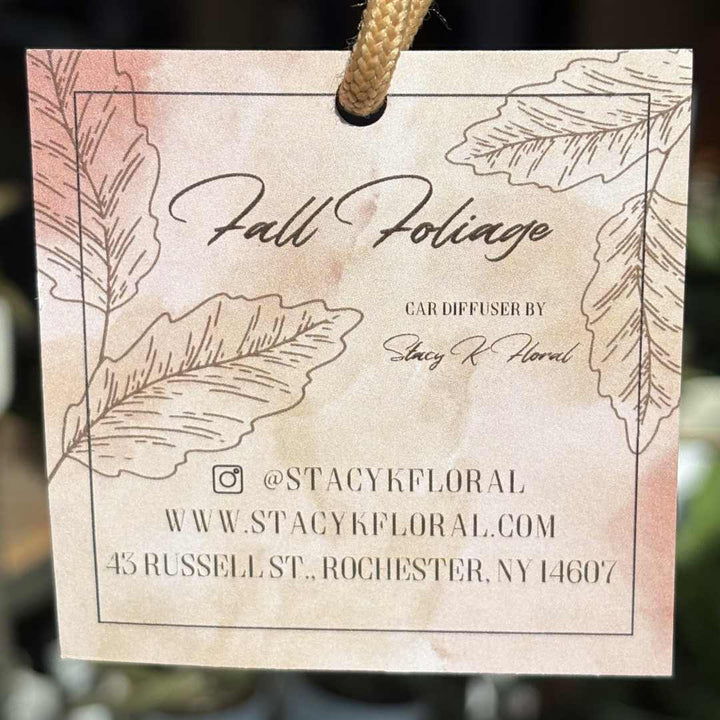 Fall Foliage
CAR DIFFUSER BY
Stacy K Floral
@STACYKFLORAL
WWW.STACYKFLORAL.COM
43 RUSSELL ST., ROCHESTER, NY 14607